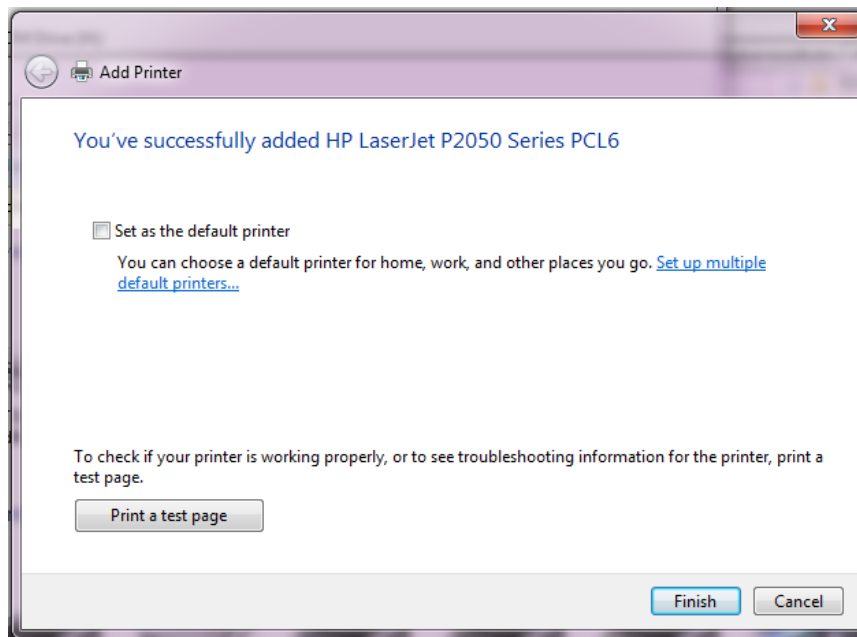 Add Printer
You've successfully added HP LaserJet P2050 Series PCL6
Set as the default printer
You can choose a default printer for home, work, and other places you go. Set up multiple
default printers...
To check if your printer is working properly, or to see troubleshooting information for the printer, print a
test page.
Print a test page
Finish
Cancel